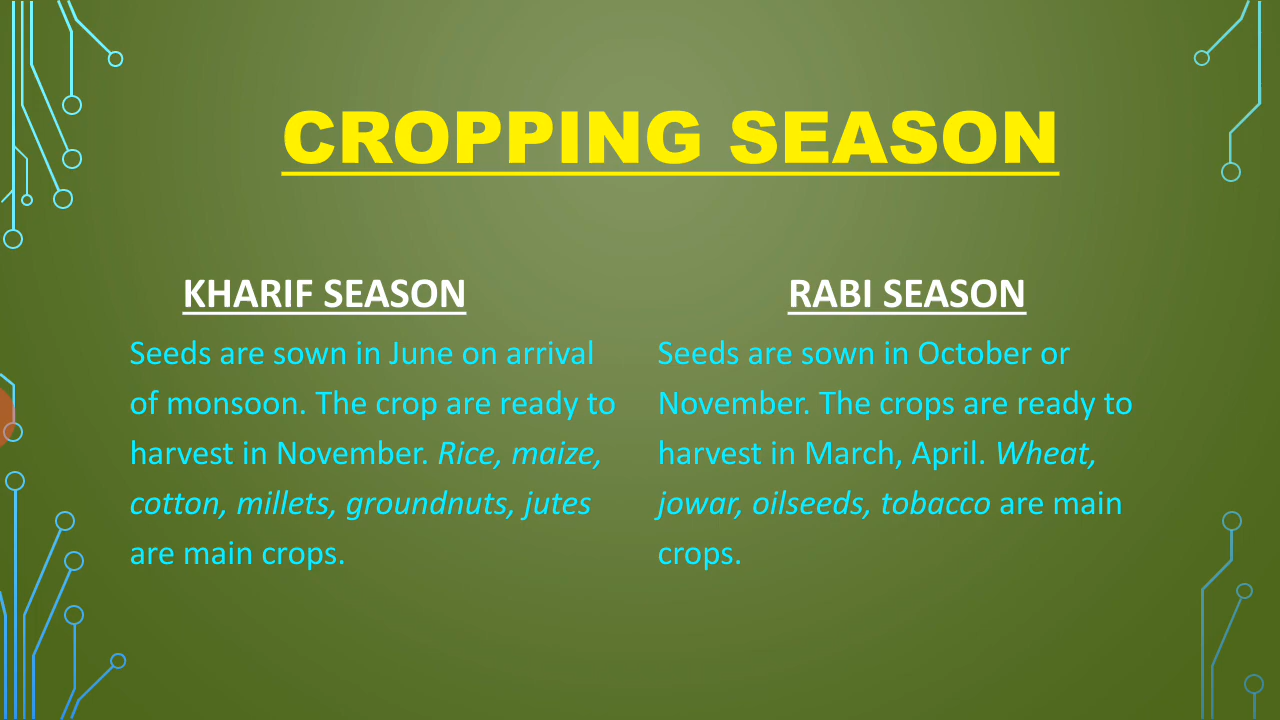 CROPPING SEASON
KHARIF SEASON
Seeds are sown in June on arrival
of monsoon. The crop are ready to
harvest in November. Rice, maize,
cotton, millets, groundnuts, jutes
are main crops.
RABI SEASON
Seeds are sown in October or
November. The crops are ready to
harvest in March, April. Wheat,
jowar, oilseeds, tobacco are main
crops.